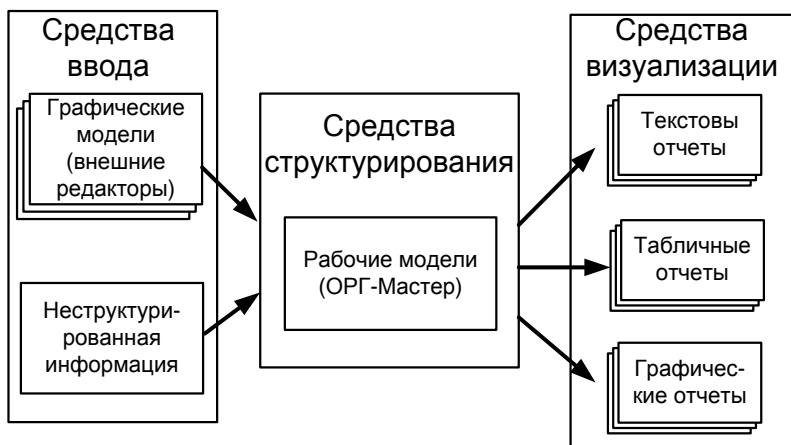 Средства
ввода
Графические
модели
(внешние
редакторы)
Неструктури-
рованная
информация
Средства
структурирования
Рабочие модели
(ОРГ-Мастер)
Средства
визуализации
Текстовы
отчеты
Табличные
отчеты
Графичес-
кие отчеты